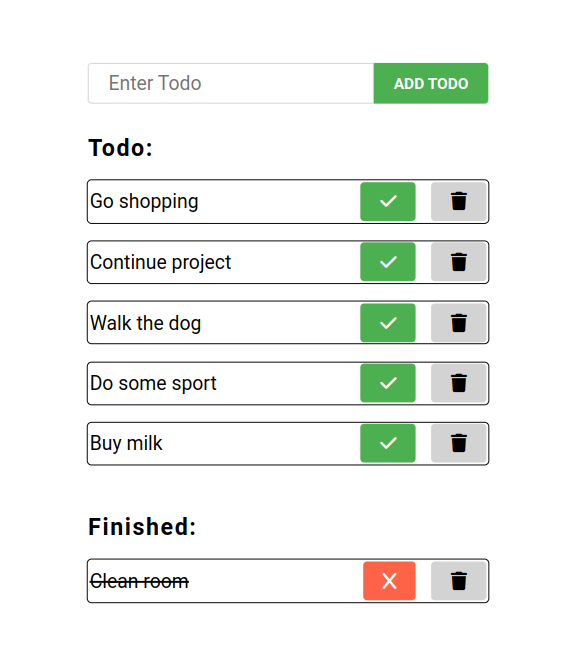 Enter Todo
ADD TODO
Todo:
Go shopping
Continue project
Walk the dog
Do some sport
Buy milk
Finished:
Clean room